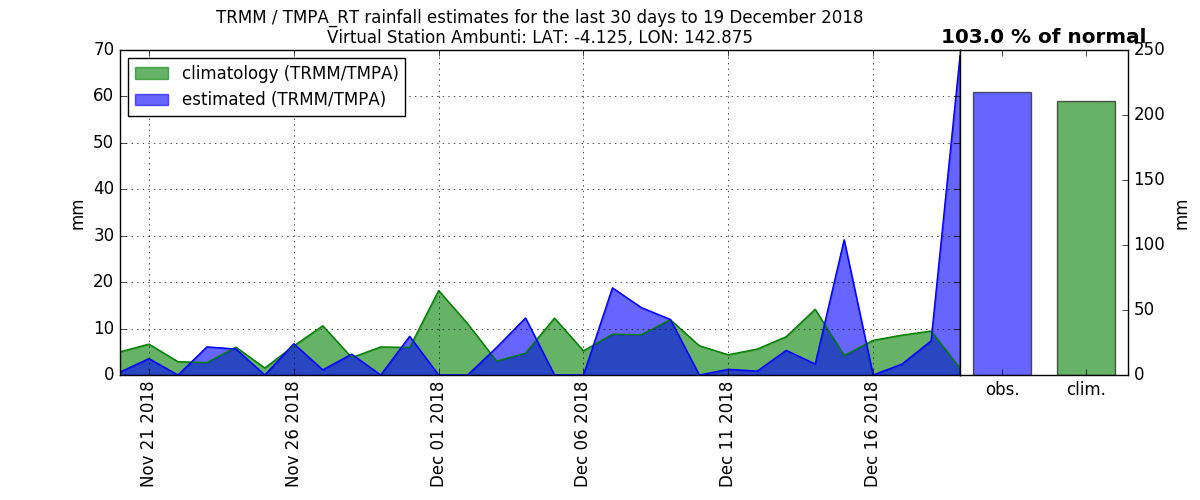 TRMM / TMPA_RT rainfall estimates for the last 30 days to 19 December 2018
Virtual Station Ambunti: LAT: -4.125, LON: 142.875
103.0 % of normal
climatology (TRMM/TMPA)
estimated (TRMM/TMPA)
70
60
50
40
30
20
10
0
mm
Nov 21 2018
Nov 26 2018
Dec 01 2018
Dec 06 2018
Dec 11 2018
Dec 16 2018
obs.
clim.
250
200
150
100
50
0
mm